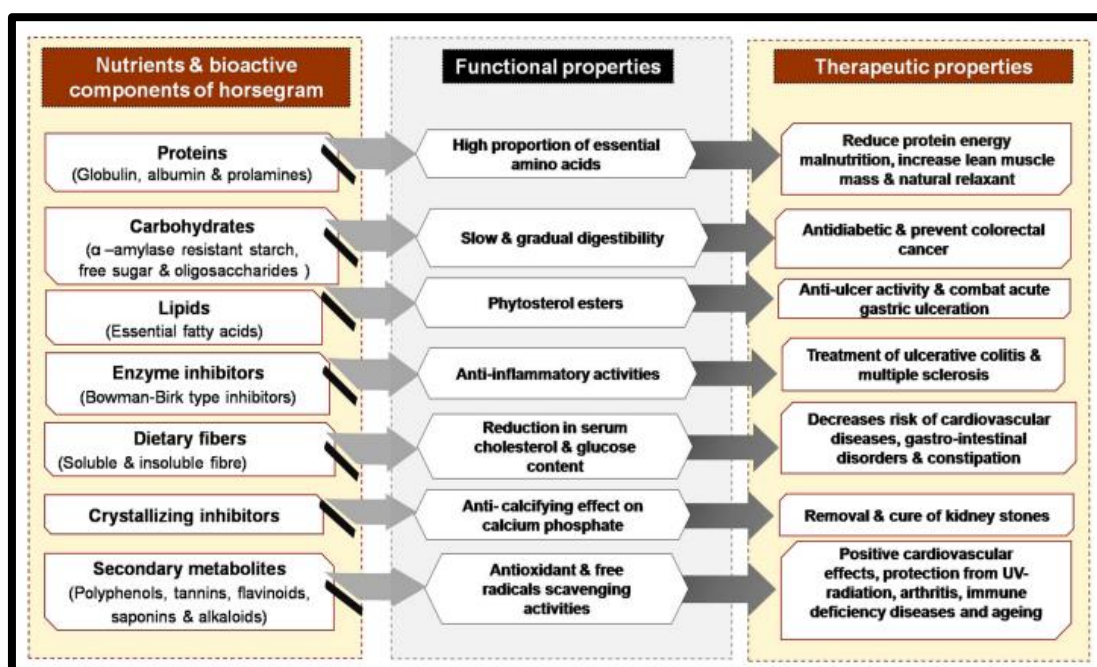 Nutrients & bioactive
components of horsegram
Functional properties
Therapeutic properties
Proteins
(Globulin, albumin & prolamines)
High proportion of essential
amino acids
Reduce protein energy
malnutrition, increase lean muscle
mass & natural relaxant
Carbohydrates
(α –amylase resistant starch,
free sugar & oligosaccharides )
Slow & gradual digestibility
Antidiabetic & prevent colorectal
cancer
Lipids
(Essential fatty acids)
Phytosterol esters
Anti-ulcer activity & combat acute
gastric ulceration
Enzyme inhibitors
(Bowman-Birk type inhibitors)
Anti-inflammatory activities
Treatment of ulcerative colitis &
multiple sclerosis
Dietary fibers
(Soluble & insoluble fibre)
Reduction in serum
cholesterol & glucose
content
Decreases risk of cardiovascular
diseases, gastro-intestinal
disorders & constipation
Crystallizing inhibitors
Anti- calcifying effect on
calcium phosphate
Removal & cure of kidney stones
Secondary metabolites
(Polyphenols, tannins, flavinoids,
saponins & alkaloids)
Antioxidant & free
radicals scavenging
activities
Positive cardiovascular
effects, protection from UV-
radiation, arthritis, immune
deficiency diseases and ageing